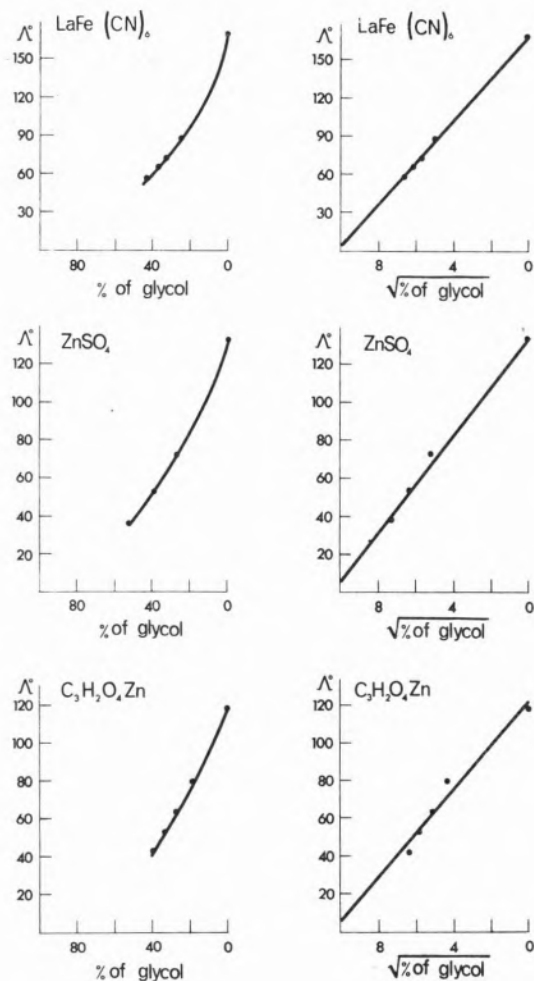 Λ° LaFe (CN)₆
150
120
90
60
30
80 40 0
% of glycol
Λ° LaFe (CN)₆
150
120
90
60
30
8 4 0
√% of glycol
Λ° ZnSO₄
120
100
80
60
40
20
80 40 0
% of glycol
Λ° ZnSO₄
120
100
80
60
40
20
8 4 0
√% of glycol
Λ° C₃H₂O₄Zn
120
100
80
60
40
20
80 40 0
% of glycol
Λ° C₃H₂O₄Zn
120
100
80
60
40
20
8 4 0
√% of glycol